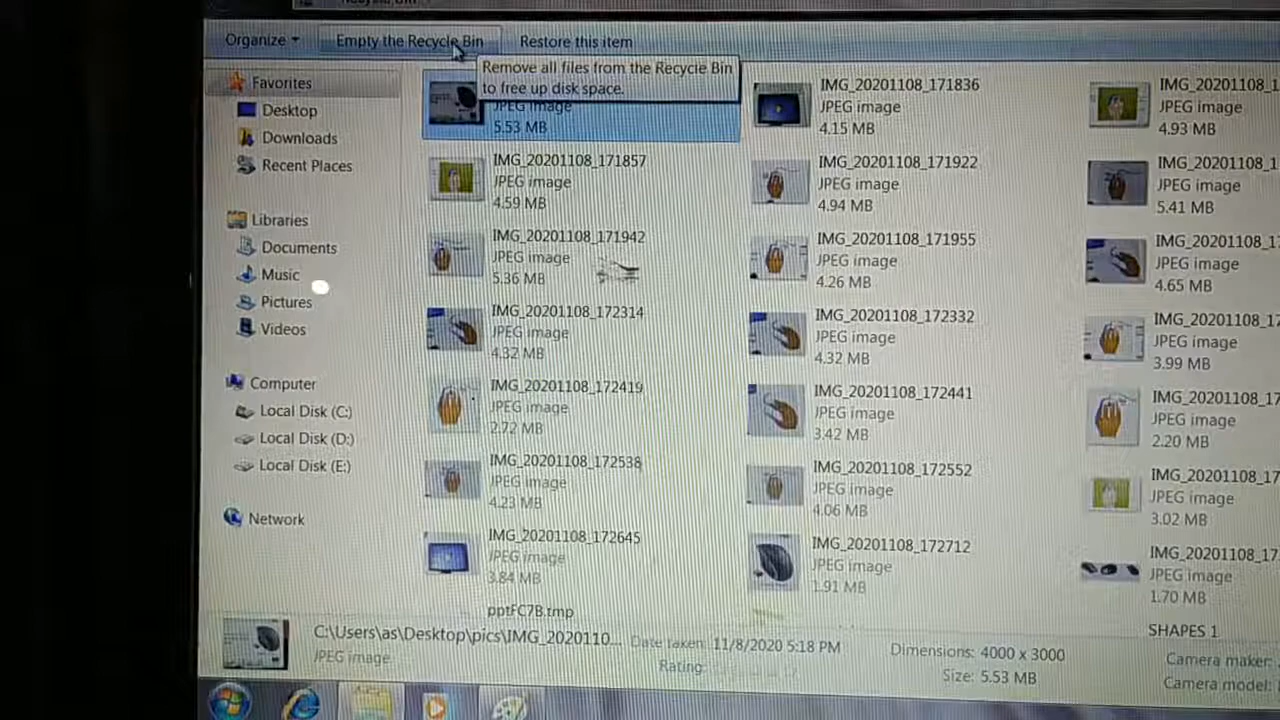 Organize
Empty the Recycle Bin
Restore this item
Remove all files from the Recycle Bin
to free up disk space.
Favorites
Desktop
Downloads
Recent Places
Libraries
Documents
Music
Pictures
Videos
Computer
Local Disk (C:)
Local Disk (D:)
Local Disk (E:)
Network
JPEG image
5.53 MB
IMG_20201108_171836
JPEG image
4.15 MB
IMG_20201108_1
JPEG image
4.93 MB
IMG_20201108_171857
JPEG image
4.59 MB
IMG_20201108_171922
JPEG image
4.94 MB
IMG_20201108_17
JPEG image
5.41 MB
IMG_20201108_171942
JPEG image
5.36 MB
IMG_20201108_171955
JPEG image
4.26 MB
IMG_20201108_17
JPEG image
4.65 MB
IMG_20201108_172314
JPEG image
4.32 MB
IMG_20201108_172332
JPEG image
4.32 MB
IMG_20201108_17
JPEG image
3.99 MB
IMG_20201108_172419
JPEG image
2.72 MB
IMG_20201108_172441
JPEG image
3.42 MB
IMG_20201108_17
JPEG image
2.20 MB
IMG_20201108_172538
JPEG image
4.23 MB
IMG_20201108_172552
JPEG image
4.06 MB
IMG_20201108_17
JPEG image
3.02 MB
IMG_20201108_172645
JPEG image
3.84 MB
IMG_20201108_172712
JPEG image
1.91 MB
IMG_20201108_17
JPEG image
1.70 MB
pptFC7B.tmp
SHAPES 1
C:\Users\as\Desktop\pics\IMG_2020110...
JPEG image
Date taken: 11/8/2020 5:18 PM
Rating:
Dimensions: 4000 x 3000
Size: 5.53 MB
Camera maker:
Camera model: